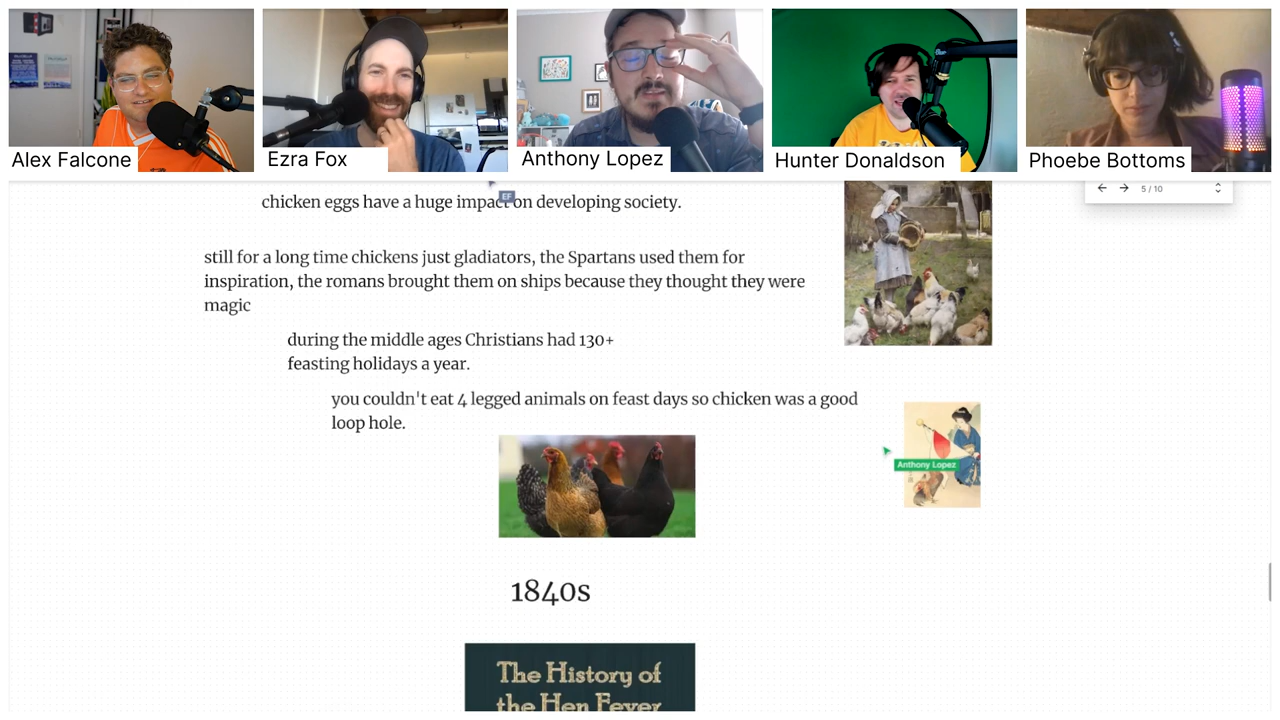 Alex Falcone
Ezra Fox
Anthony Lopez
Hunter Donaldson
Phoebe Bottoms
EF
5 / 10
chicken eggs have a huge impact on developing society.
still for a long time chickens just gladiators, the Spartans used them for
inspiration, the romans brought them on ships because they thought they were
magic
during the middle ages Christians had 130+
feasting holidays a year.
you couldn't eat 4 legged animals on feast days so chicken was a good
loop hole.
Anthony Lopez
1840s
The History of
the Hen Fever